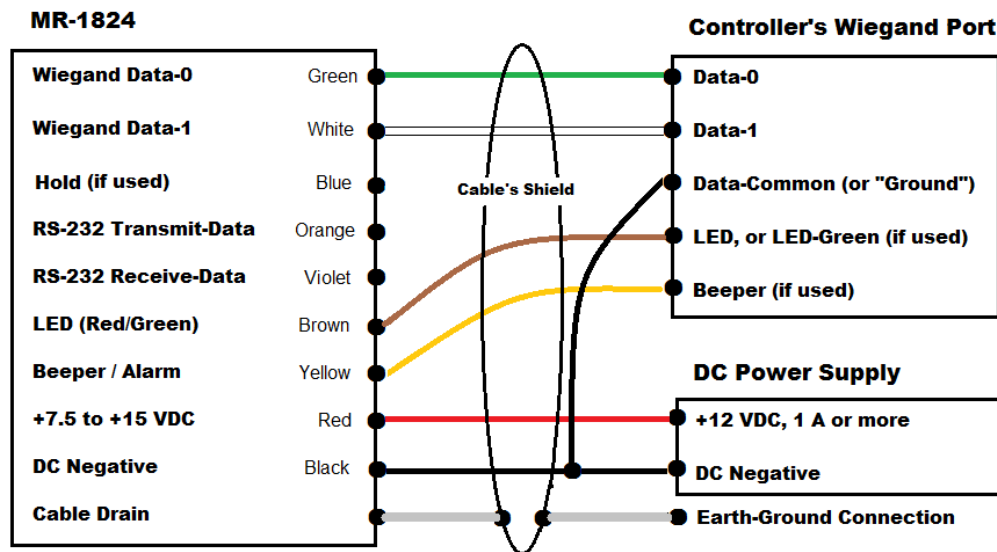 MR-1824
Controller's Wiegand Port
Wiegand Data-0 Green Data-0
Wiegand Data-1 White Data-1
Hold (if used) Blue Cable's Shield Data-Common (or "Ground")
RS-232 Transmit-Data Orange LED, or LED-Green (if used)
RS-232 Receive-Data Violet Beeper (if used)
LED (Red/Green) Brown
Beeper / Alarm Yellow DC Power Supply
+7.5 to +15 VDC Red +12 VDC, 1 A or more
DC Negative Black DC Negative
Cable Drain Earth-Ground Connection